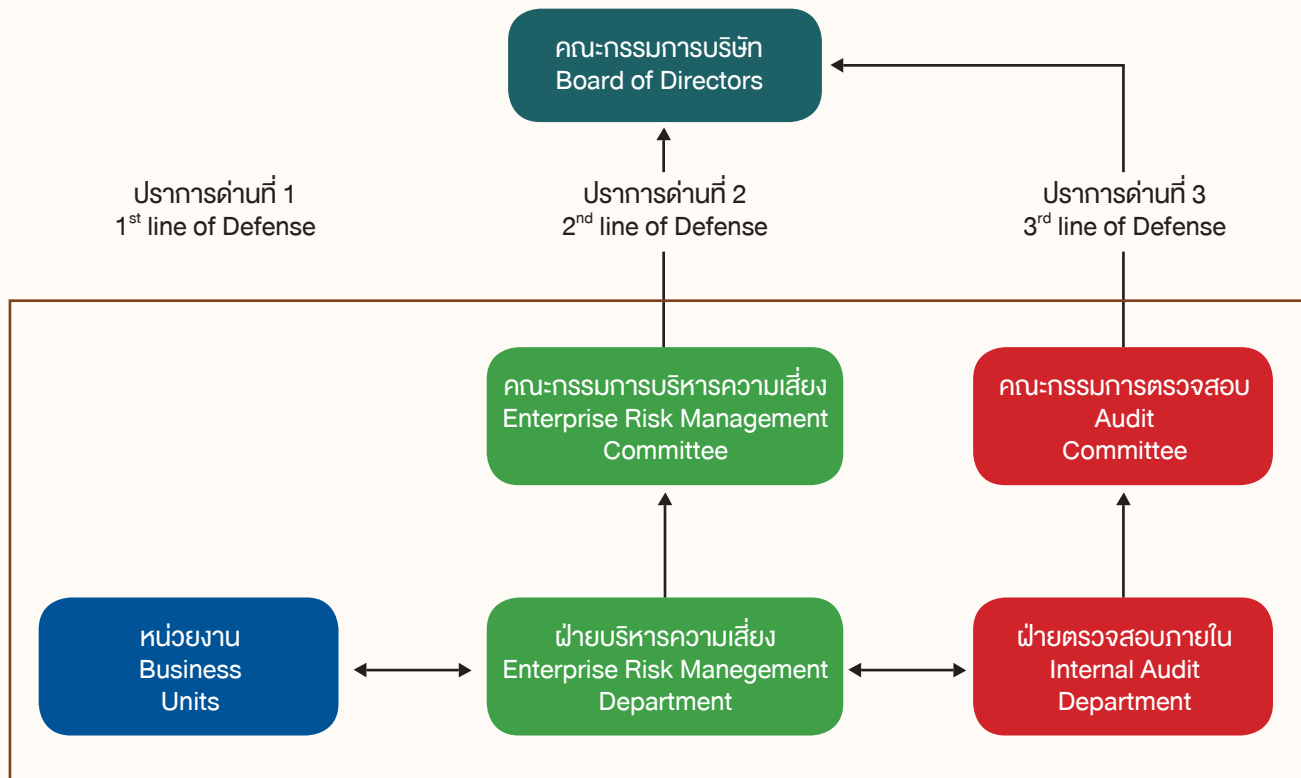 คณะกรรมการบริษัท
Board of Directors
ปราการด่านที่ 1
1st line of Defense
ปราการด่านที่ 2
2nd line of Defense
ปราการด่านที่ 3
3rd line of Defense
คณะกรรมการบริหารความเสี่ยง
Enterprise Risk Management
Committee
คณะกรรมการตรวจสอบ
Audit
Committee
หน่วยงาน
Business
Units
ฝ่ายบริหารความเสี่ยง
Enterprise Risk Manegement
Department
ฝ่ายตรวจสอบภายใน
Internal Audit
Department